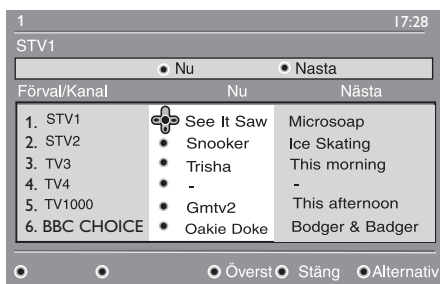 1 17:28
STV1
Nu Nasta
Förval/Kanal Nu Nästa
1. STV1 See It Saw Microsoap
2. STV2 Snooker Ice Skating
3. TV3 Trisha This morning
4. TV4 - -
5. TV1000 Gmtv2 This afternoon
6. BBC CHOICE Oakie Doke Bodger & Badger
Överst Stäng Alternativ